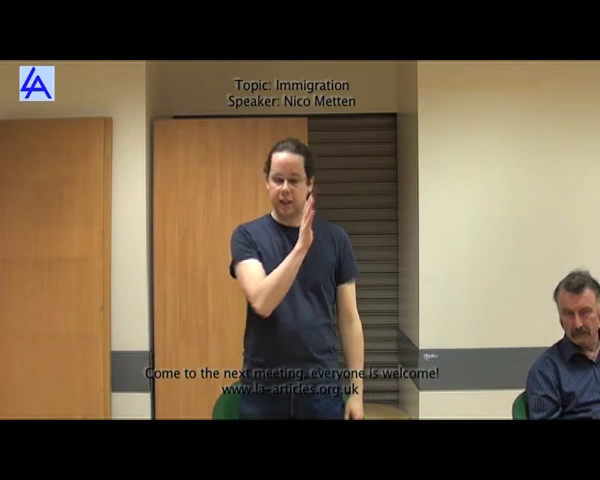 LA
Topic: Immigration
Speaker: Nico Metten
Come to the next meeting, everyone is welcome!
www.la-articles.org.uk